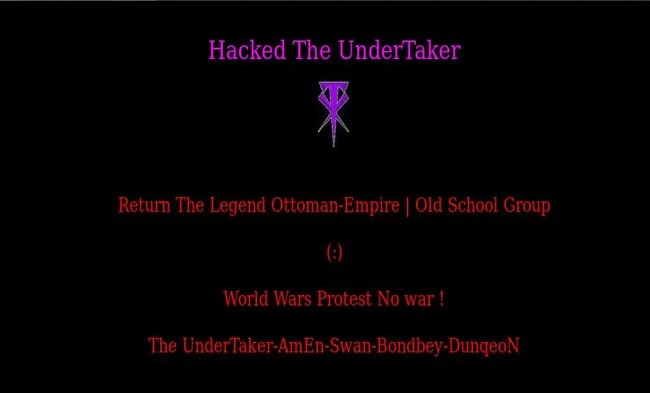 Hacked The UnderTaker
Return The Legend Ottoman-Empire | Old School Group
(:)
World Wars Protest No war !
The UnderTaker-AmEn-Swan-Bondbey-DunqeoN